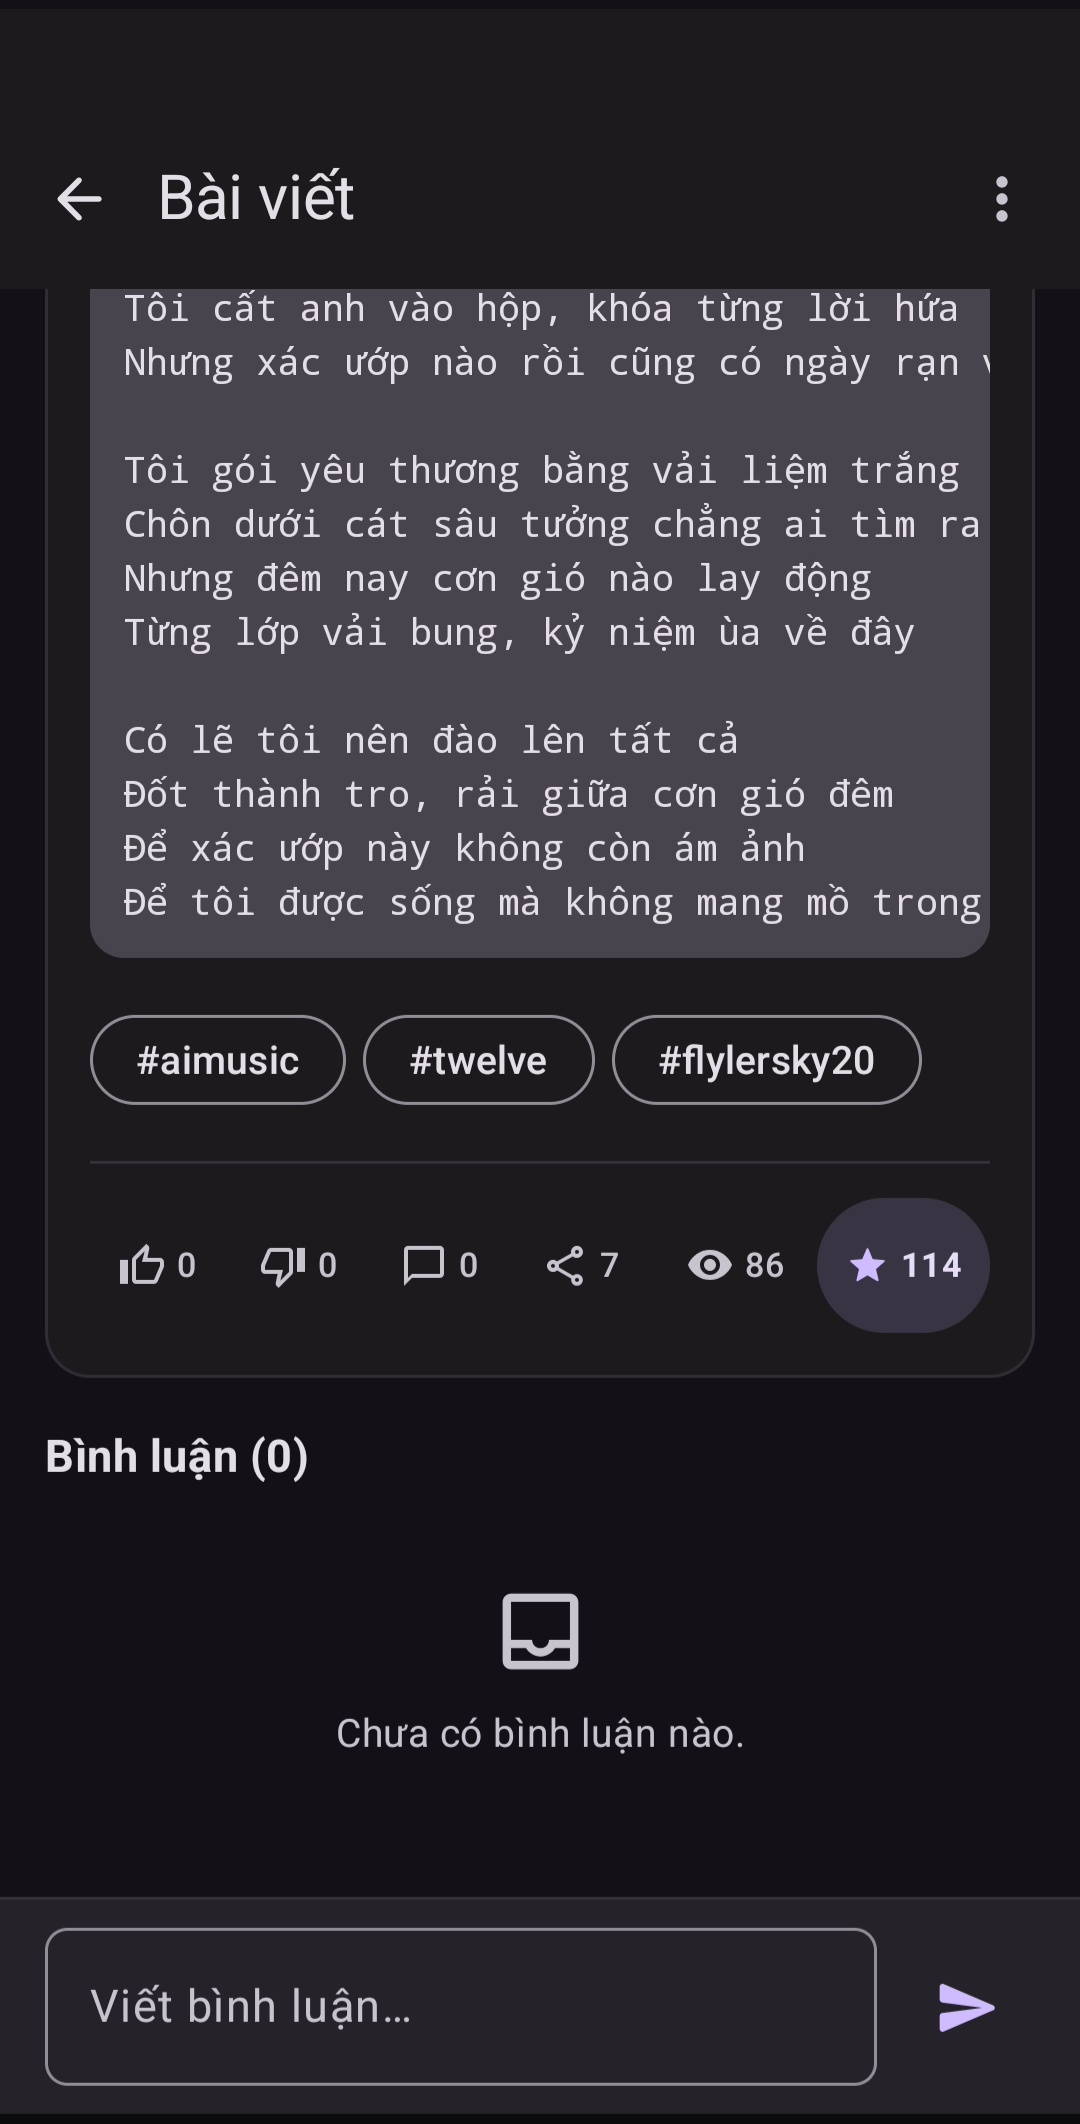 Bài viết
Tôi cất anh vào hộp, khóa từng lời hứa
Nhưng xác ướp nào rồi cũng có ngày rạn
Tôi gói yêu thương bằng vải liệm trắng
Chôn dưới cát sâu tưởng chẳng ai tìm ra
Nhưng đêm nay cơn gió nào lay động
Từng lớp vải bung, kỷ niệm ùa về đây
Có lẽ tôi nên đào lên tất cả
Đốt thành tro, rải giữa cơn gió đêm
Để xác ướp này không còn ám ảnh
Để tôi được sống mà không mang mồ trong
#aimusic #twelve #flylersky20
0 0 0 7 86 114
Bình luận (0)
Chưa có bình luận nào.
Viết bình luận...